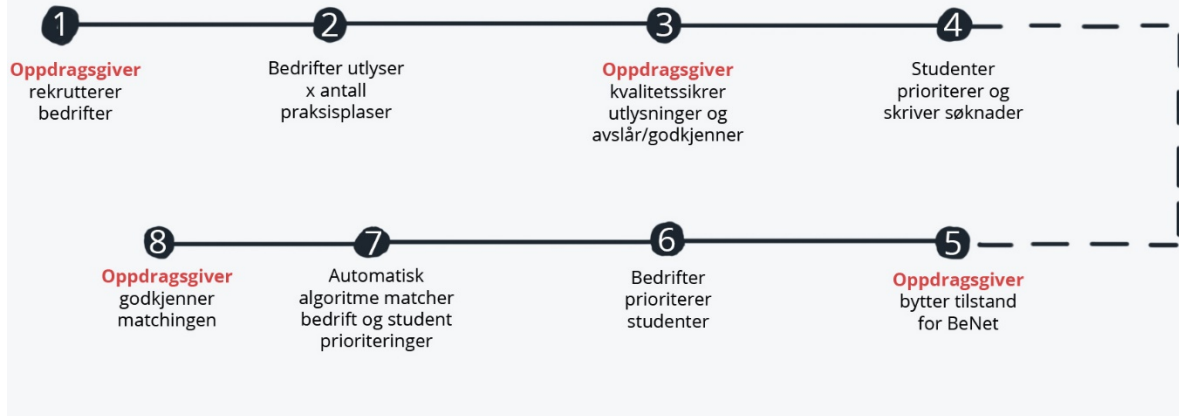 1
Oppdragsgiver
rekrutterer
bedrifter
2
Bedrifter utlyser
x antall
praksisplaser
3
Oppdragsgiver
kvalitetssikrer
utlysninger og
avslår/godkjenner
4
Studenter
prioriterer og
skriver søknader
5
Oppdragsgiver
bytter tilstand
for BeNet
6
Bedrifter
prioriterer
studenter
7
Automatisk
algoritme matcher
bedrift og student
prioriteringer
8
Oppdragsgiver
godkjenner
matchingen